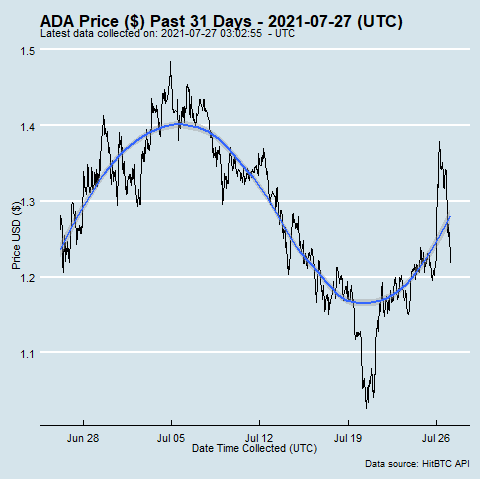 ADA Price ($) Past 31 Days - 2021-07-27 (UTC)
Latest data collected on: 2021-07-27 03:02:55 - UTC
1.5
1.4
1.3
1.2
1.1
Price USD ($)
Jun 28 Jul 05 Jul 12 Jul 19 Jul 26
Date Time Collected (UTC)
Data source: HitBTC API